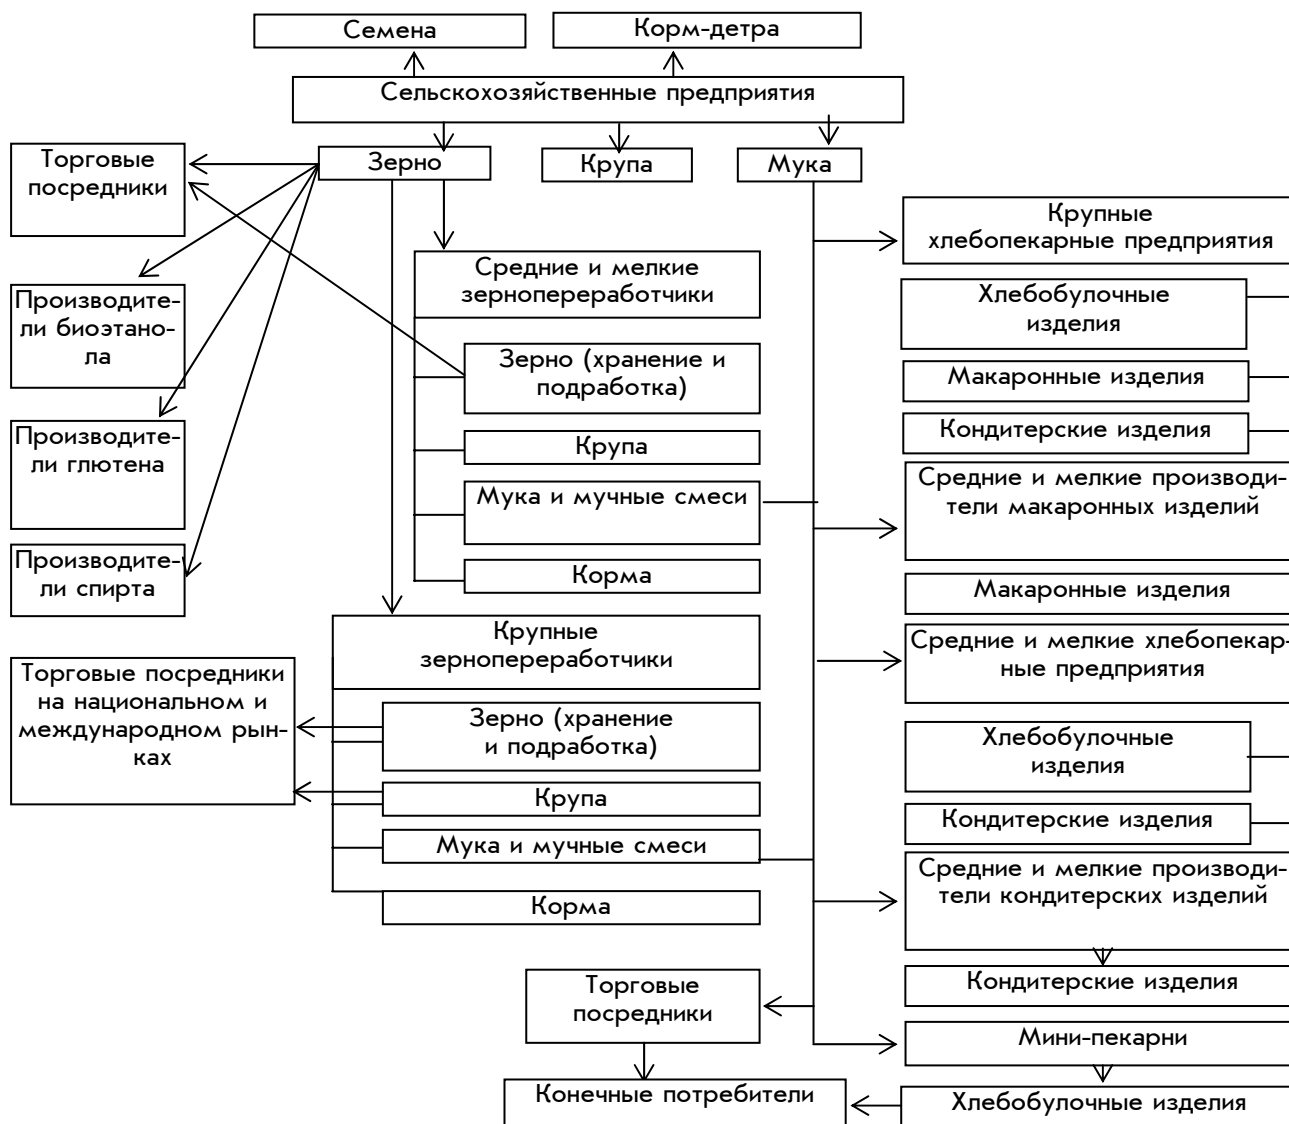 Семена
Корм-детра
Сельскохозяйственные предприятия
Торговые
посредники
Зерно
Крупа
Мука
Крупные
хлебопекарные предприятия
Средние и мелкие
зернопереработчики
Производите-
ли биоэтано-
ла
Хлебобулочные
изделия
Зерно (хранение и
подработка)
Макаронные изделия
Производите-
ли глютена
Крупа
Кондитерские изделия
Мука и мучные смеси
Средние и мелкие производи-
тели макаронных изделий
Производите-
ли спирта
Корма
Макаронные изделия
Крупные
зернопереработчики
Средние и мелкие хлебопекар-
ные предприятия
Торговые посредники
на национальном и
международном рын-
ках
Зерно (хранение
и подработка)
Хлебобулочные
изделия
Крупа
Кондитерские изделия
Мука и мучные смеси
Средние и мелкие производи-
тели кондитерских изделий
Корма
Торговые
посредники
Кондитерские изделия
Мини-пекарни
Конечные потребители
Хлебобулочные изделия